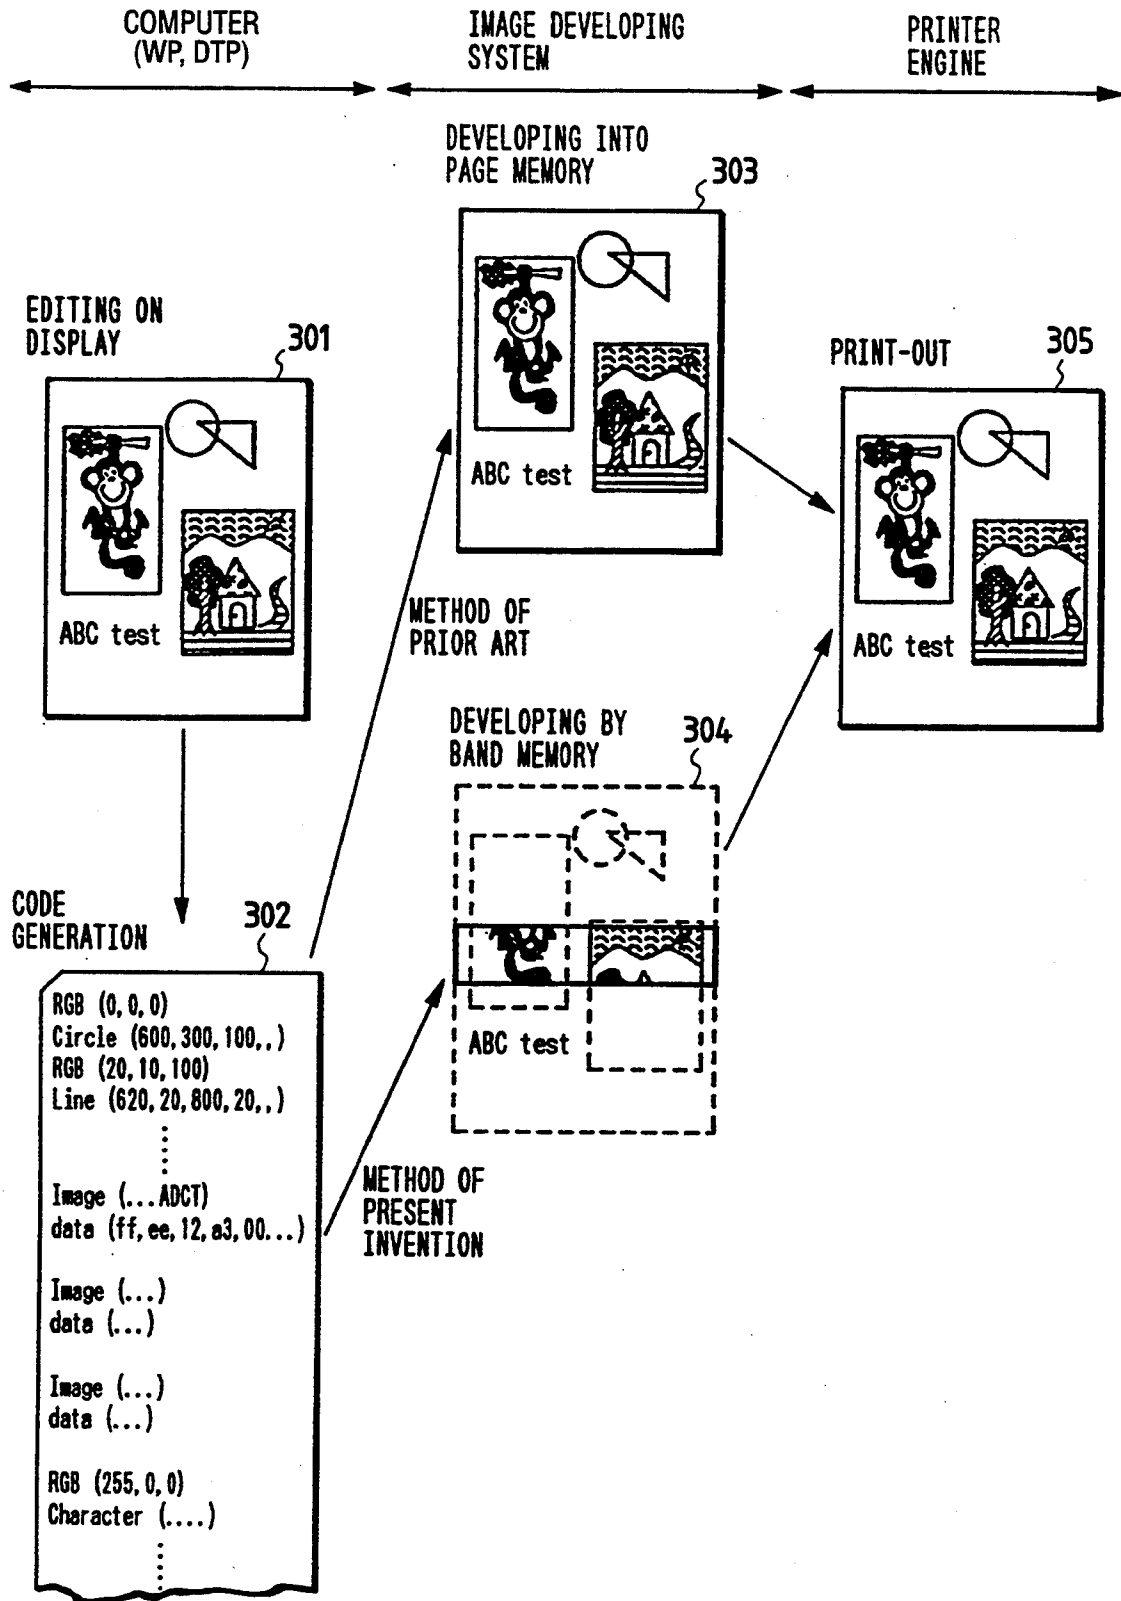 COMPUTER
(WP, DTP)
IMAGE DEVELOPING
SYSTEM
PRINTER
ENGINE
DEVELOPING INTO
PAGE MEMORY
303
ABC test
EDITING ON
DISPLAY
301
ABC test
PRINT-OUT
305
ABC test
METHOD OF
PRIOR ART
DEVELOPING BY
BAND MEMORY
304
ABC test
CODE
GENERATION
302
RGB (0,0,0)
Circle (600,300,100,,)
RGB (20,10,100)
Line (620,20,800,20,,)
Image (...ADCT)
data (ff,ee,12,a3,00...)
Image (...)
data (...)
Image (...)
data (...)
RGB (255,0,0)
Character (....)
METHOD OF
PRESENT
INVENTION